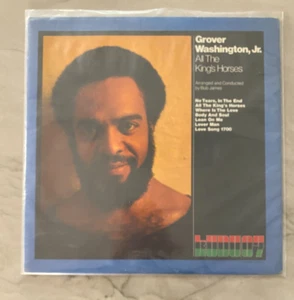 Grover
Washington, Jr.
All The
King's Horses
Arranged and Conducted
by Bob James
No Tears, In The End
All The King's Horses
Where Is The Love
Body And Soul
Lean On Me
Lover Man
Love Song 1700
KUDU